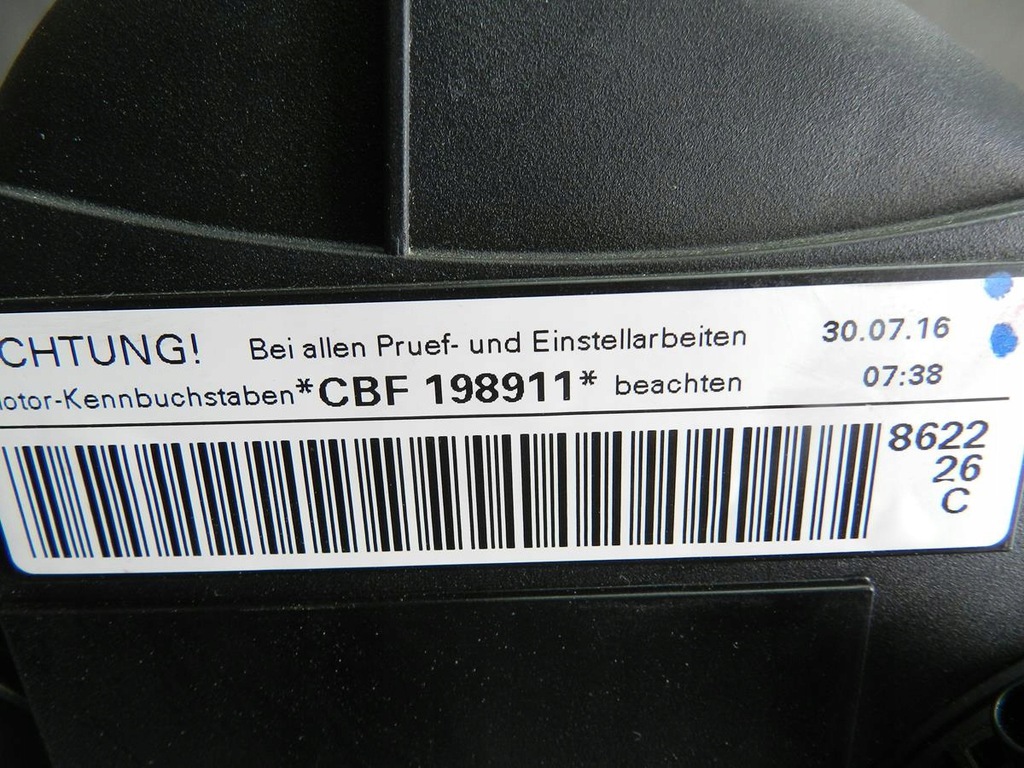 CHTUNG! Bei allen Pruef- und Einstellarbeiten 30.07.16
otor-Kennbuchstaben *CBF 198911* beachten 07:38
8622
26
C